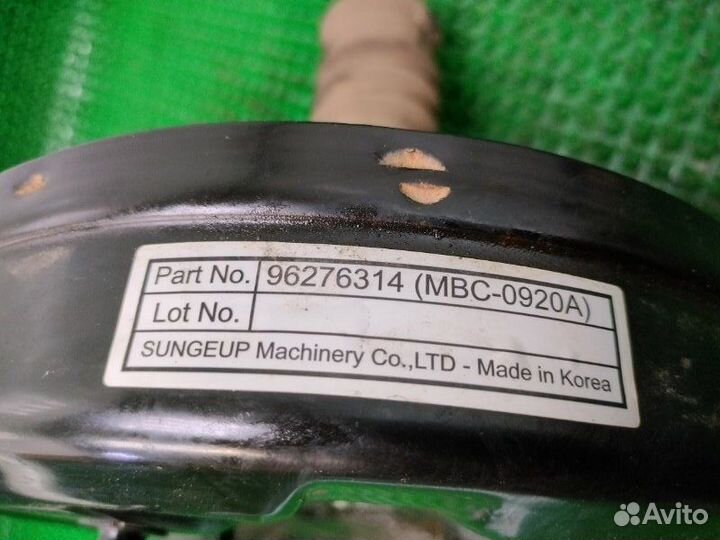 Part No. 96276314 (MBC-0920A)
Lot No.
SUNGEUP Machinery Co.,LTD - Made in Korea
Avito